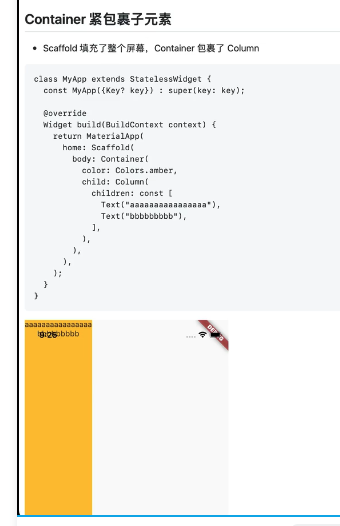 Container 紧包裹子元素
• Scaffold 填充了整个屏幕，Container 包裹了 Column
class MyApp extends StatelessWidget {
  const MyApp({Key? key}) : super(key: key);

  @override
  Widget build(BuildContext context) {
    return MaterialApp(
      home: Scaffold(
        body: Container(
          color: Colors.amber,
          child: Column(
            children: const [
              Text("aaaaaaaaaaaaaaaa"),
              Text("bbbbbbbbb"),
            ],
          ),
        ),
      ),
    );
  }
}
aaaaaaaaaaaaaaaa
bbbbbbbbb
DEBUG